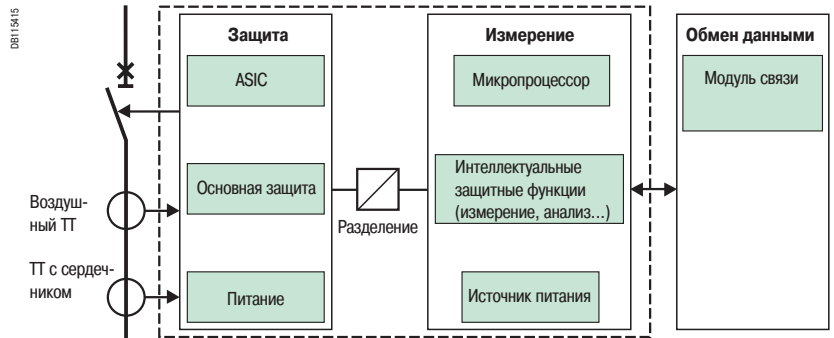 DB115415
Защита
Измерение
Обмен данными
ASIC
Микропроцессор
Модуль связи
Основная защита
Интеллектуальные
защитные функции
(измерение, анализ...)
Воздуш-
ный ТТ
Разделение
ТТ с сердеч-
ником
Питание
Источник питания